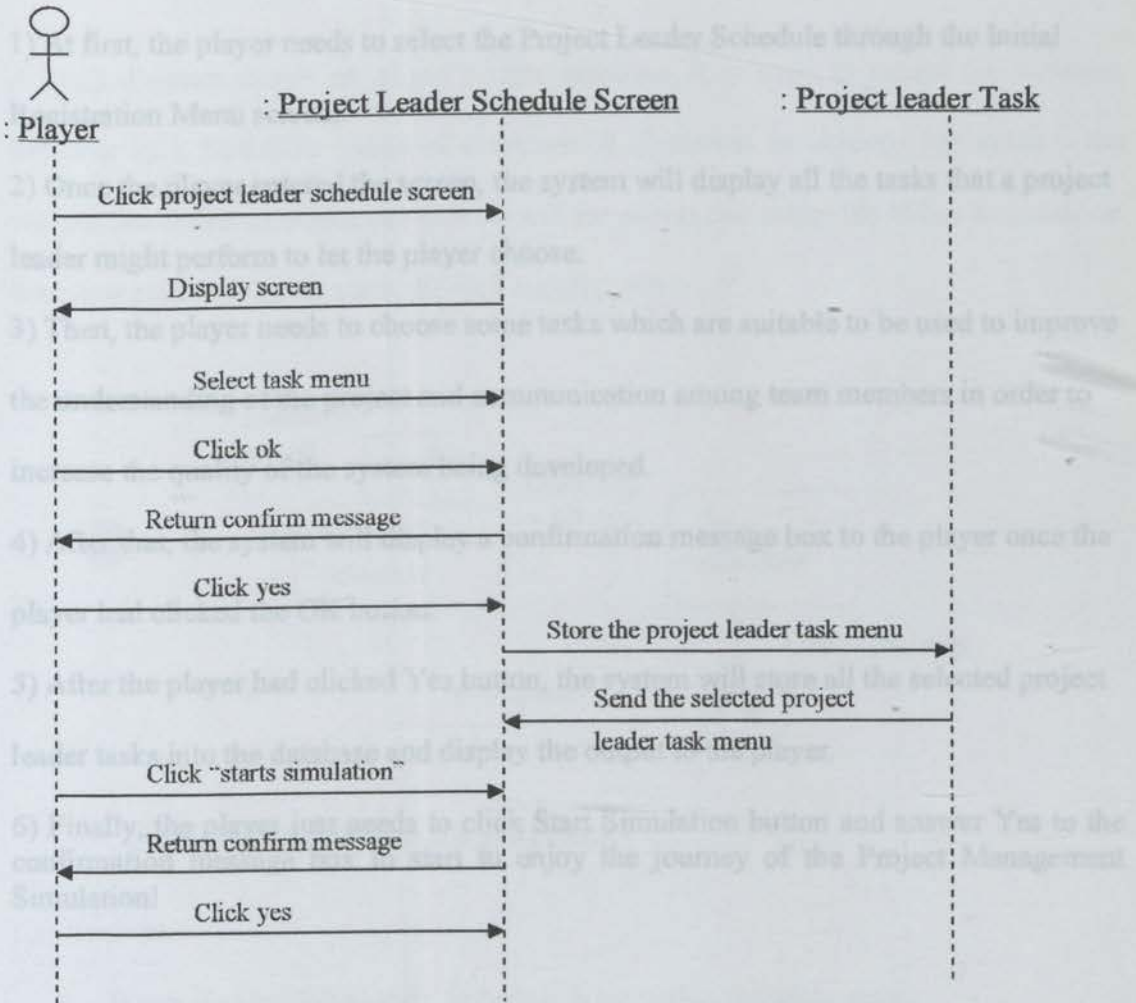 1) At first, the player needs to select the Project Leader Schedule through the Initial
Registration Menu
: Project Leader Schedule Screen
: Project leader Task
: Player
2) Once the player entered the screen, the system will display all the tasks that a project
Click project leader schedule screen
leader might perform to let the player choose.
Display screen
3) Then, the player needs to choose some tasks which are suitable to be used to improve
Select task menu
the understanding of the project and communication among team members in order to
Click ok
increase the quality of the system being developed.
Return confirm message
4) After that, the system will display a confirmation message box to the player once the
Click yes
player had clicked the OK button.
Store the project leader task menu
5) After the player had clicked Yes button, the system will store all the selected project
Send the selected project
leader task menu
leader tasks into the database and display the output to the player.
Click "starts simulation"
6) Finally, the player just needs to click Start Simulation button and answer Yes to the
Return confirm message
confirmation message box to start to enjoy the journey of the Project Management
Simulation!
Click yes